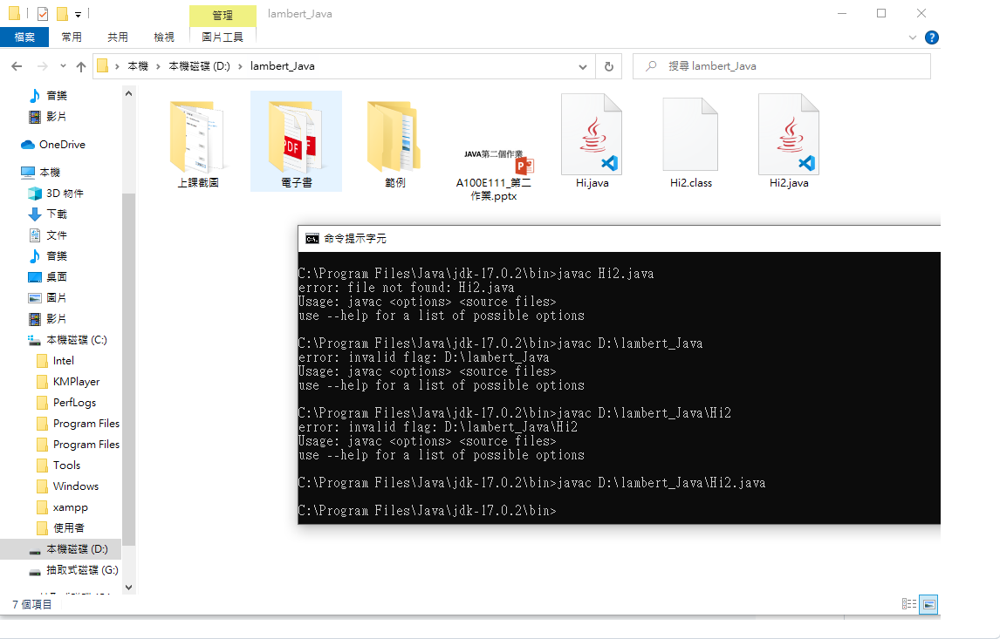 管理
lambert_Java
檔案
常用
共用
檢視
圖片工具
本機 › 本機磁碟 (D:) › lambert_Java
搜尋 lambert_Java
音樂
影片
OneDrive
本機
3D 物件
下載
文件
音樂
桌面
圖片
影片
本機磁碟 (C:)
Intel
KMPlayer
PerfLogs
Program Files
Program Files
Tools
Windows
xampp
使用者
本機磁碟 (D:)
抽取式磁碟 (G:)
上課截圖
電子書
PDF
範例
JAVA第二個作業
A100E111_第二
作業.pptx
Hi.java
Hi2.class
Hi2.java
命令提示字元
C:\Program Files\Java\jdk-17.0.2\bin>javac Hi2.java
error: file not found: Hi2.java
Usage: javac <options> <source files>
use --help for a list of possible options
C:\Program Files\Java\jdk-17.0.2\bin>javac D:\lambert_Java
error: invalid flag: D:\lambert_Java
Usage: javac <options> <source files>
use --help for a list of possible options
C:\Program Files\Java\jdk-17.0.2\bin>javac D:\lambert_Java\Hi2
error: invalid flag: D:\lambert_Java\Hi2
Usage: javac <options> <source files>
use --help for a list of possible options
C:\Program Files\Java\jdk-17.0.2\bin>javac D:\lambert_Java\Hi2.java
C:\Program Files\Java\jdk-17.0.2\bin>
7 個項目